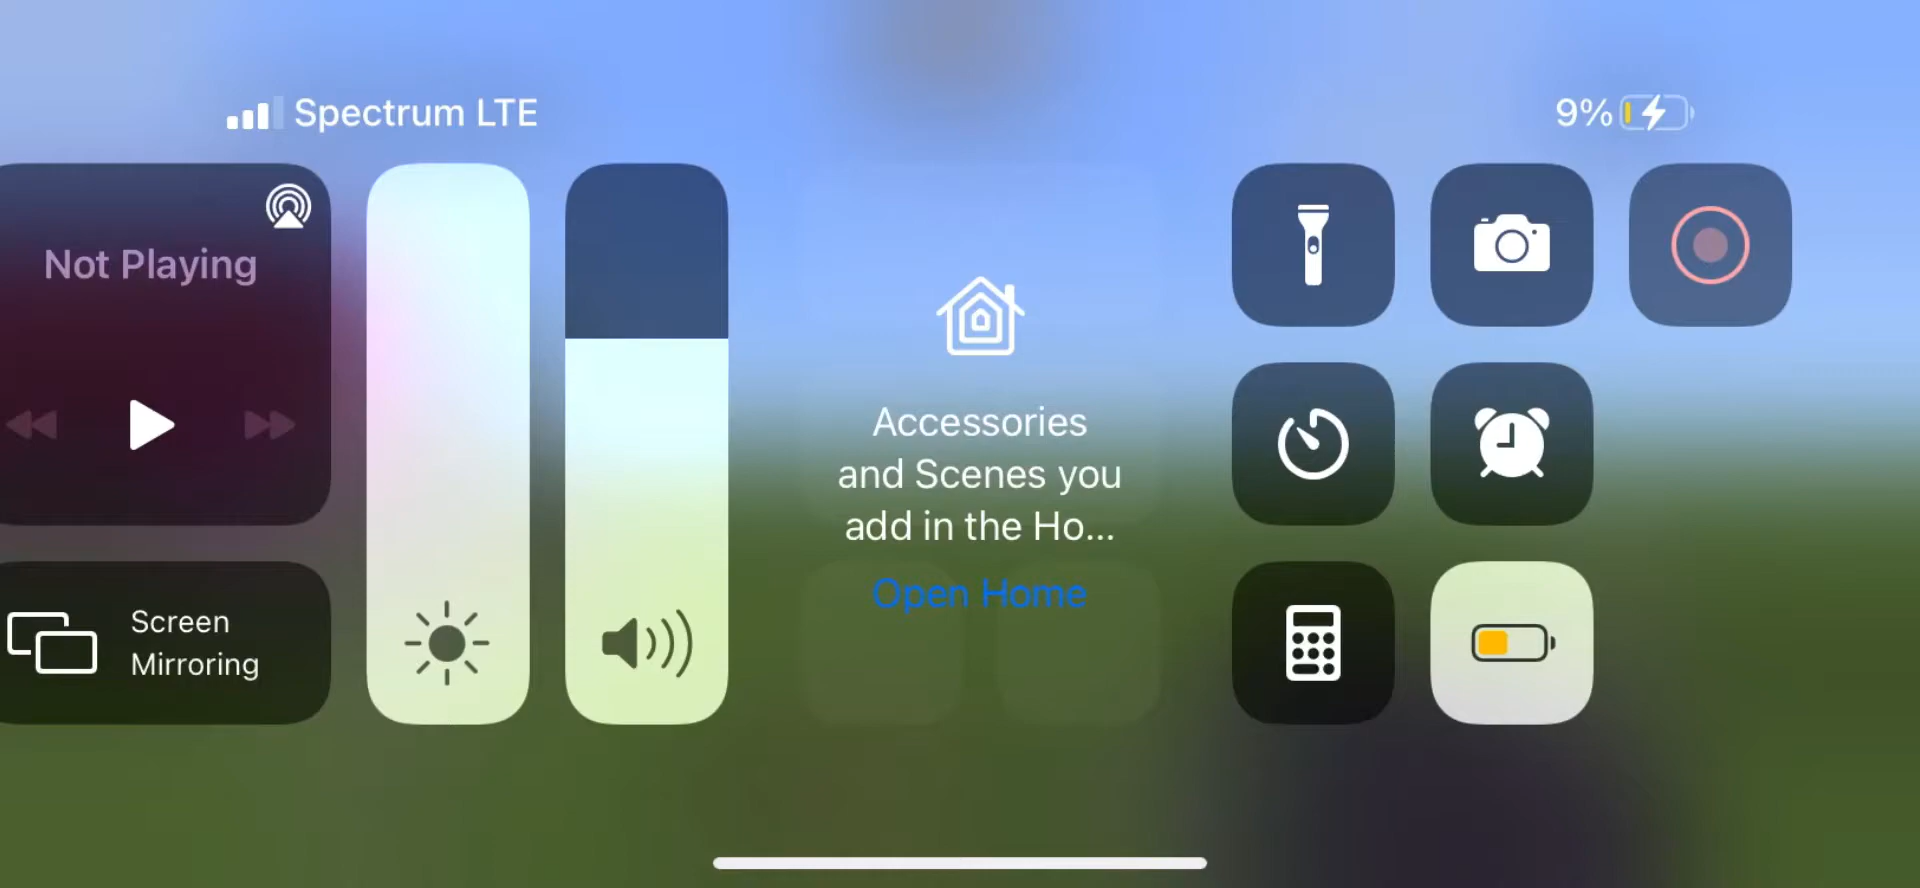 Spectrum LTE
9%
Not Playing
Screen
Mirroring
Accessories
and Scenes you
add in the Ho...
Open Home